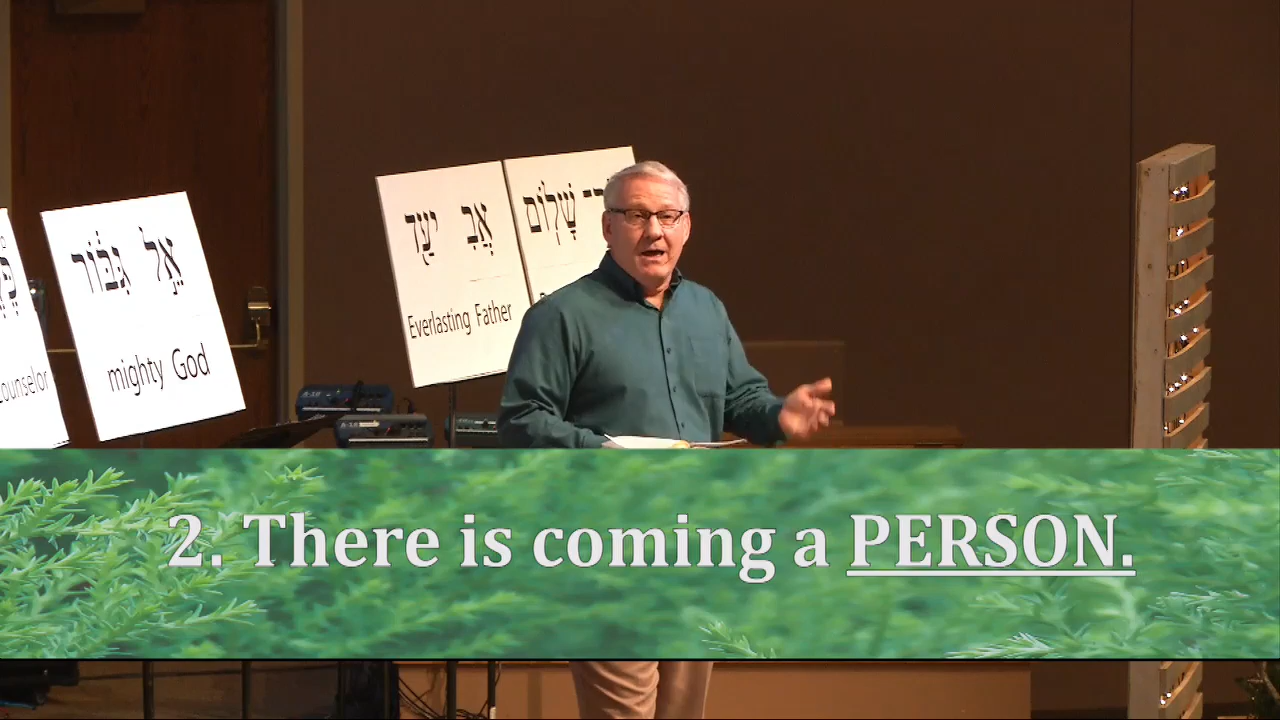 אֵל גִּבּוֹר
mighty God
אֲבִי
Everlasting Father
שָׁלוֹם
2. There is coming a PERSON.